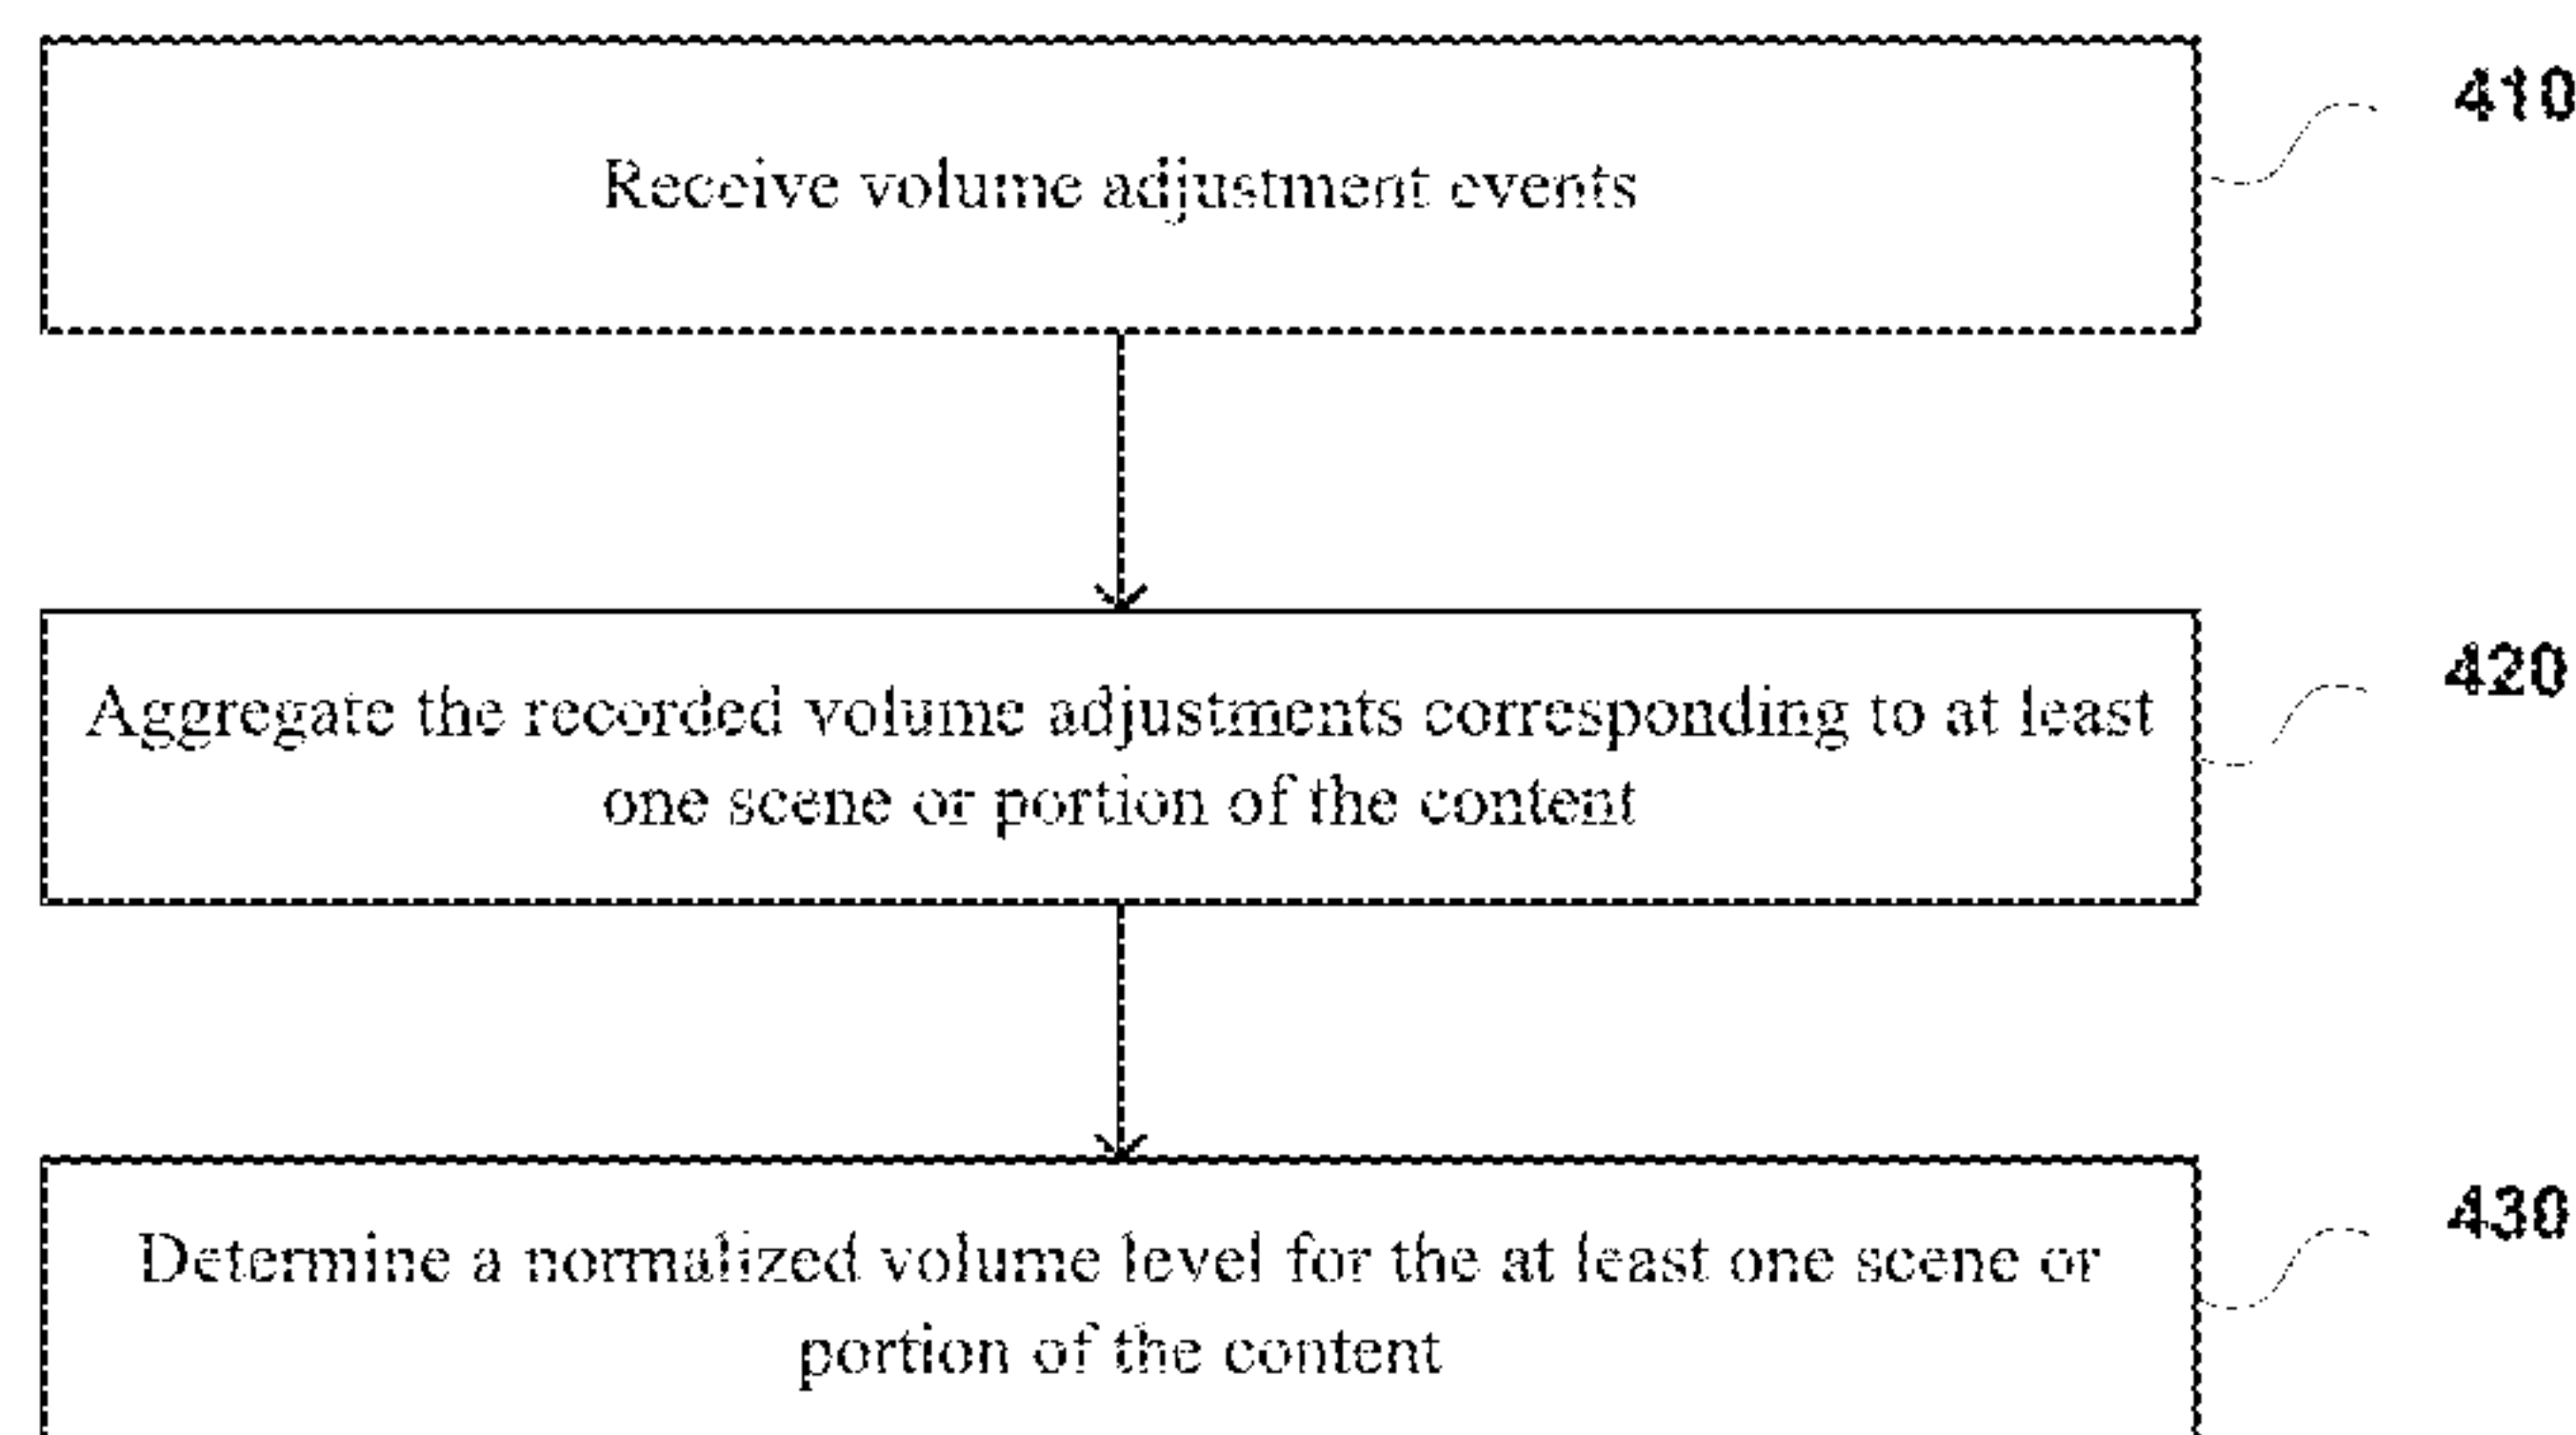 410
Receive volume adjustment events
420
Aggregate the recorded volume adjustments corresponding to at least
one scene or portion of the content
430
Determine a normalized volume level for the at least one scene or
portion of the content